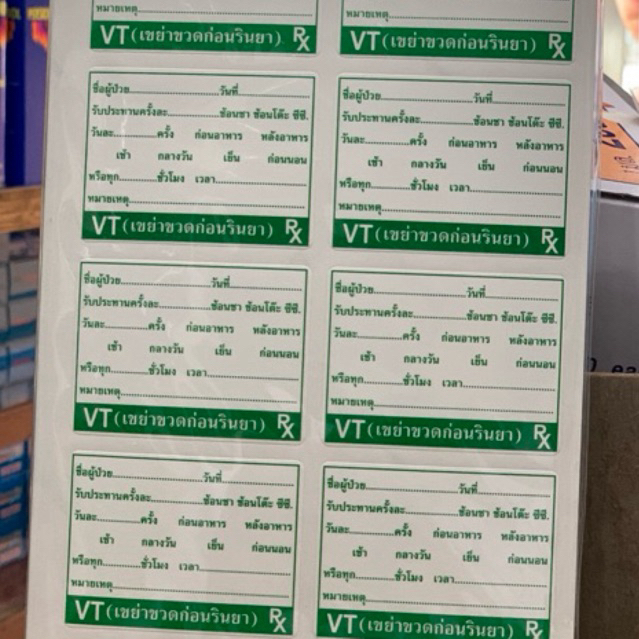 หมายเหตุ
VT (เขย่าขวดก่อนรินยา) Rx
หมายเหตุ
VT (เขย่าขวดก่อนรินยา) Rx
ชื่อผู้ป่วย วันที่
รับประทานครั้งละ ช้อนชา ช้อนโต๊ะ ซีซี.
วันละ ครั้ง ก่อนอาหาร หลังอาหาร
เช้า กลางวัน เย็น ก่อนนอน
หรือทุก ชั่วโมง เวลา
หมายเหตุ
VT (เขย่าขวดก่อนรินยา) Rx
ชื่อผู้ป่วย วันที่
รับประทานครั้งละ ช้อนชา ช้อนโต๊ะ ซีซี.
วันละ ครั้ง ก่อนอาหาร หลังอาหาร
เช้า กลางวัน เย็น ก่อนนอน
หรือทุก ชั่วโมง เวลา
หมายเหตุ
VT (เขย่าขวดก่อนรินยา) Rx
ชื่อผู้ป่วย วันที่
รับประทานครั้งละ ช้อนชา ช้อนโต๊ะ ซีซี.
วันละ ครั้ง ก่อนอาหาร หลังอาหาร
เช้า กลางวัน เย็น ก่อนนอน
หรือทุก ชั่วโมง เวลา
หมายเหตุ
VT (เขย่าขวดก่อนรินยา) Rx
ชื่อผู้ป่วย วันที่
รับประทานครั้งละ ช้อนชา ช้อนโต๊ะ ซีซี.
วันละ ครั้ง ก่อนอาหาร หลังอาหาร
เช้า กลางวัน เย็น ก่อนนอน
หรือทุก ชั่วโมง เวลา
หมายเหตุ
VT (เขย่าขวดก่อนรินยา) Rx
ชื่อผู้ป่วย วันที่
รับประทานครั้งละ ช้อนชา ช้อนโต๊ะ ซีซี.
วันละ ครั้ง ก่อนอาหาร หลังอาหาร
เช้า กลางวัน เย็น ก่อนนอน
หรือทุก ชั่วโมง เวลา
หมายเหตุ
VT (เขย่าขวดก่อนรินยา) Rx
ชื่อผู้ป่วย วันที่
รับประทานครั้งละ ช้อนชา ช้อนโต๊ะ ซีซี.
วันละ ครั้ง ก่อนอาหาร หลังอาหาร
เช้า กลางวัน เย็น ก่อนนอน
หรือทุก ชั่วโมง เวลา
หมายเหตุ
VT (เขย่าขวดก่อนรินยา) Rx